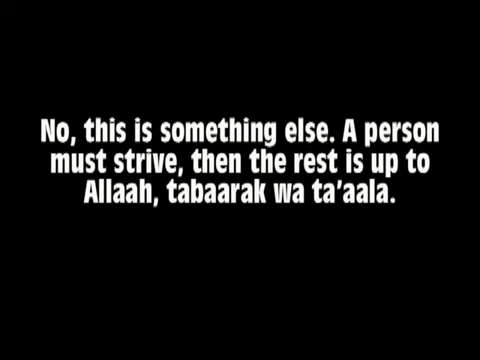 No, this is something else. A person
must strive, then the rest is up to
Allaah, tabaarak wa ta’aala.